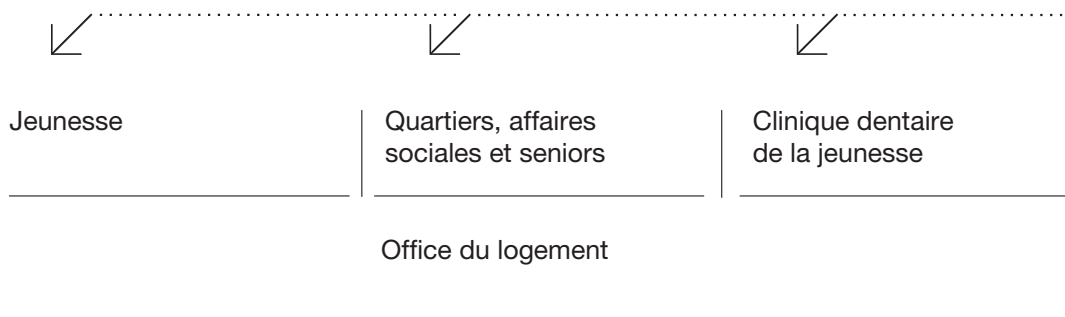 Jeunesse
Quartiers, affaires
sociales et seniors
Clinique dentaire
de la jeunesse
Office du logement